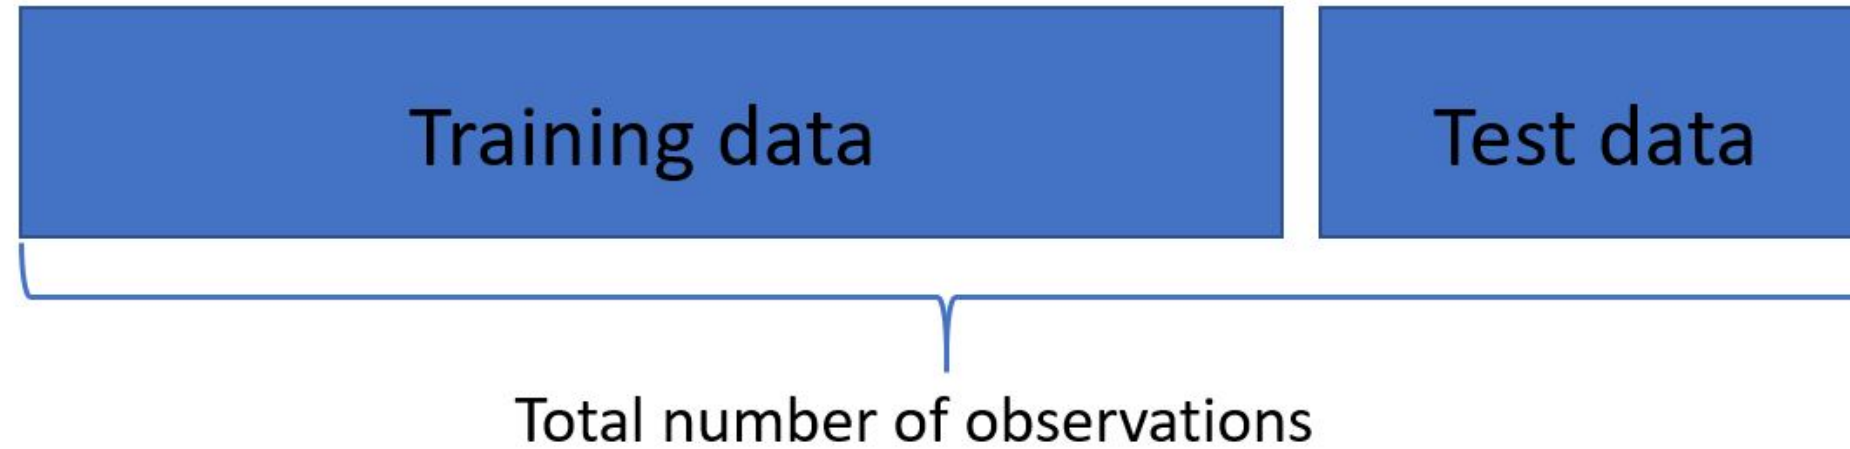 Training data
Test data
Total number of observations